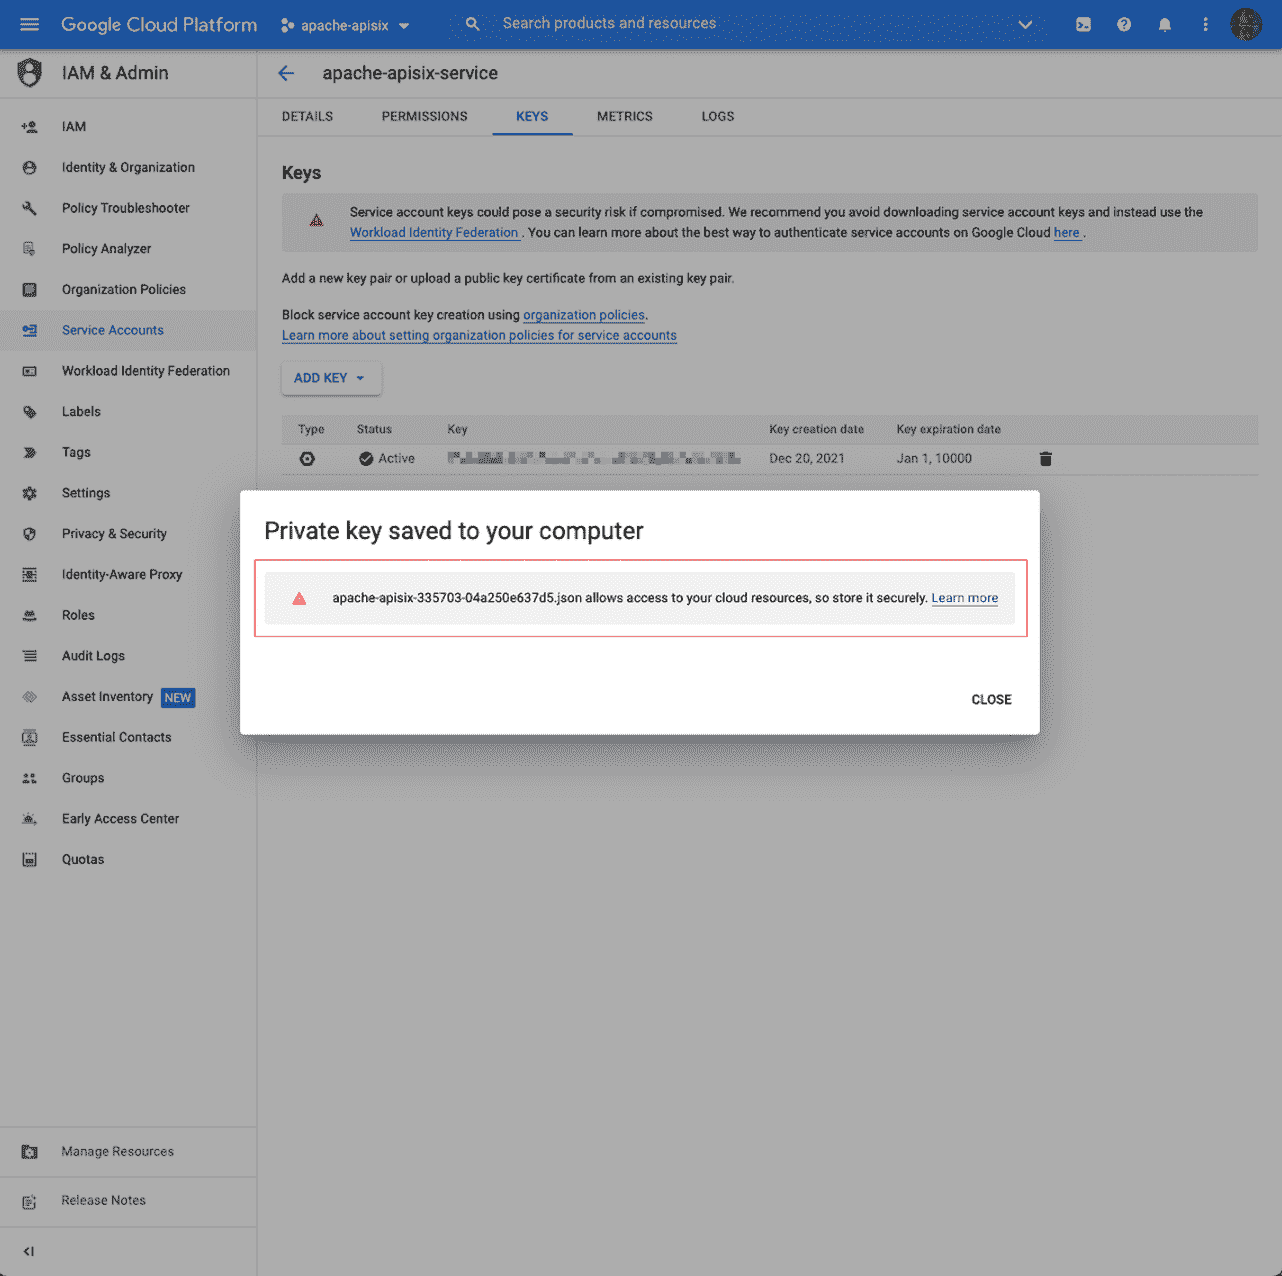 Google Cloud Platform
apache-apisix
Search products and resources
IAM & Admin
apache-apisix-service
DETAILS
PERMISSIONS
KEYS
METRICS
LOGS
IAM
Identity & Organization
Policy Troubleshooter
Policy Analyzer
Organization Policies
Service Accounts
Workload Identity Federation
Labels
Tags
Settings
Privacy & Security
Identity-Aware Proxy
Roles
Audit Logs
Asset Inventory NEW
Essential Contacts
Groups
Early Access Center
Quotas
Manage Resources
Release Notes
Keys
Service account keys could pose a security risk if compromised. We recommend you avoid downloading service account keys and instead use the
Workload Identity Federation . You can learn more about the best way to authenticate service accounts on Google Cloud here .
Add a new key pair or upload a public key certificate from an existing key pair.
Block service account key creation using organization policies.
Learn more about setting organization policies for service accounts
ADD KEY
Type Status Key Key creation date Key expiration date
Active Dec 20, 2021 Jan 1, 10000
Private key saved to your computer
apache-apisix-335703-04a250e637d5.json allows access to your cloud resources, so store it securely. Learn more
CLOSE